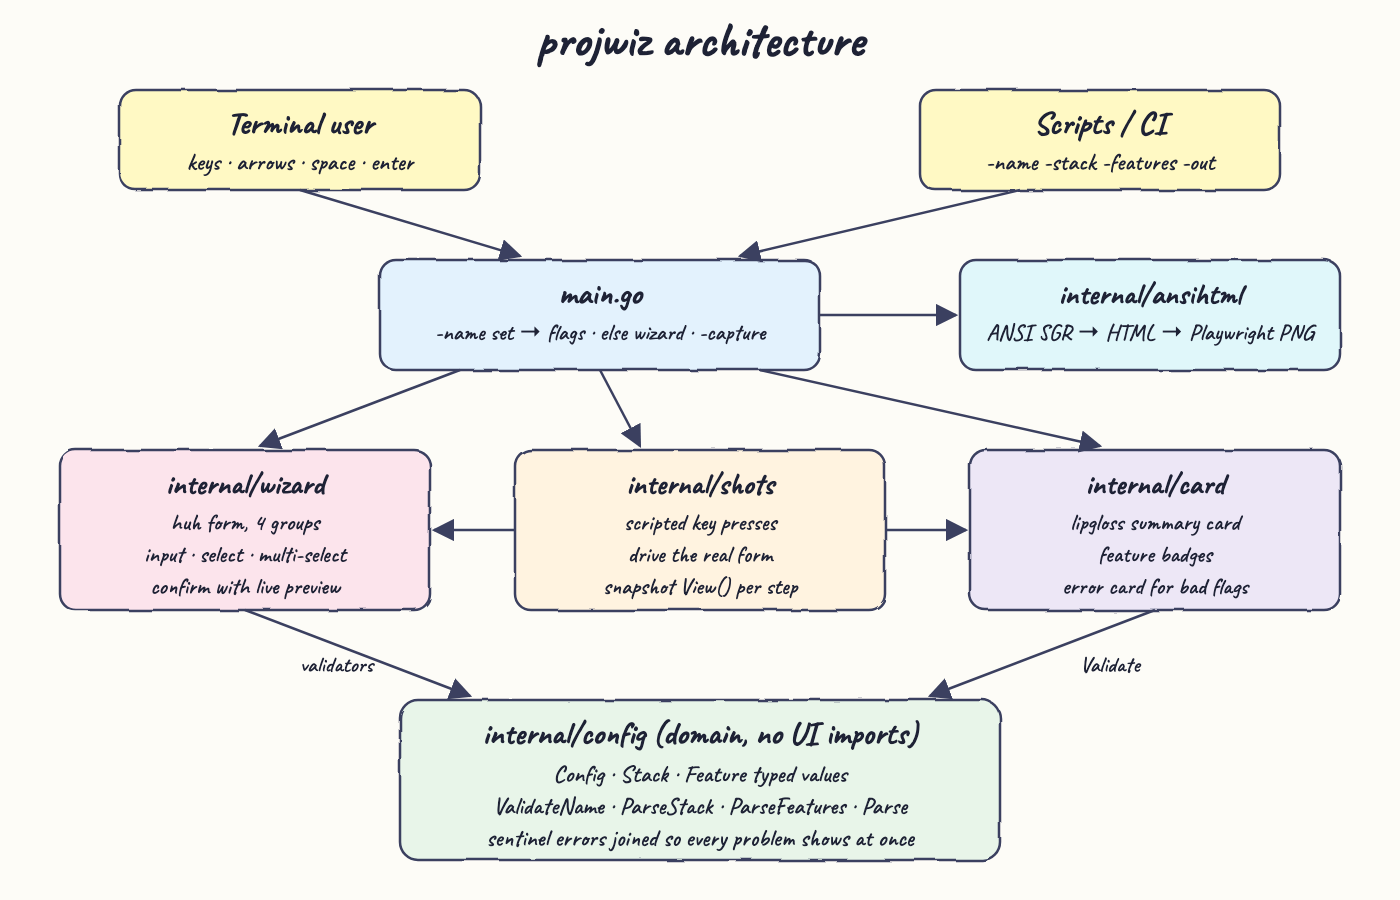 projwiz architecture
Terminal user
keys · arrows · space · enter
Scripts / CI
-name -stack -features -out
main.go
-name set → flags · else wizard · -capture
internal/ansihtml
ANSI SGR → HTML → Playwright PNG
internal/wizard
huh form, 4 groups
input · select · multi-select
confirm with live preview
internal/shots
scripted key presses
drive the real form
snapshot View() per step
internal/card
lipgloss summary card
feature badges
error card for bad flags
validators
Validate
internal/config (domain, no UI imports)
Config · Stack · Feature typed values
ValidateName · ParseStack · ParseFeatures · Parse
sentinel errors joined so every problem shows at once